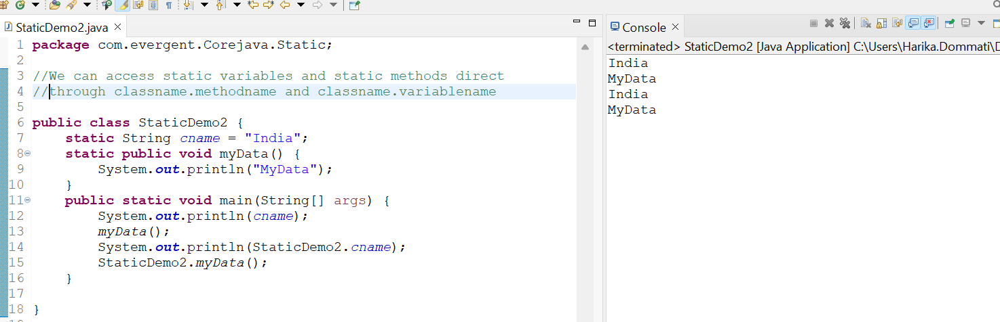 StaticDemo2.java
1 package com.evergent.Corejava.Static;
2
3 //We can access static variables and static methods direct
4 //through classname.methodname and classname.variablename
5
6 public class StaticDemo2 {
7     static String cname = "India";
8     static public void myData() {
9         System.out.println("MyData");
10     }
11     public static void main(String[] args) {
12         System.out.println(cname);
13         myData();
14         System.out.println(StaticDemo2.cname);
15         StaticDemo2.myData();
16     }
17
18 }
Console
<terminated> StaticDemo2 [Java Application] C:\Users\Harika.Dommati\D
India
MyData
India
MyData